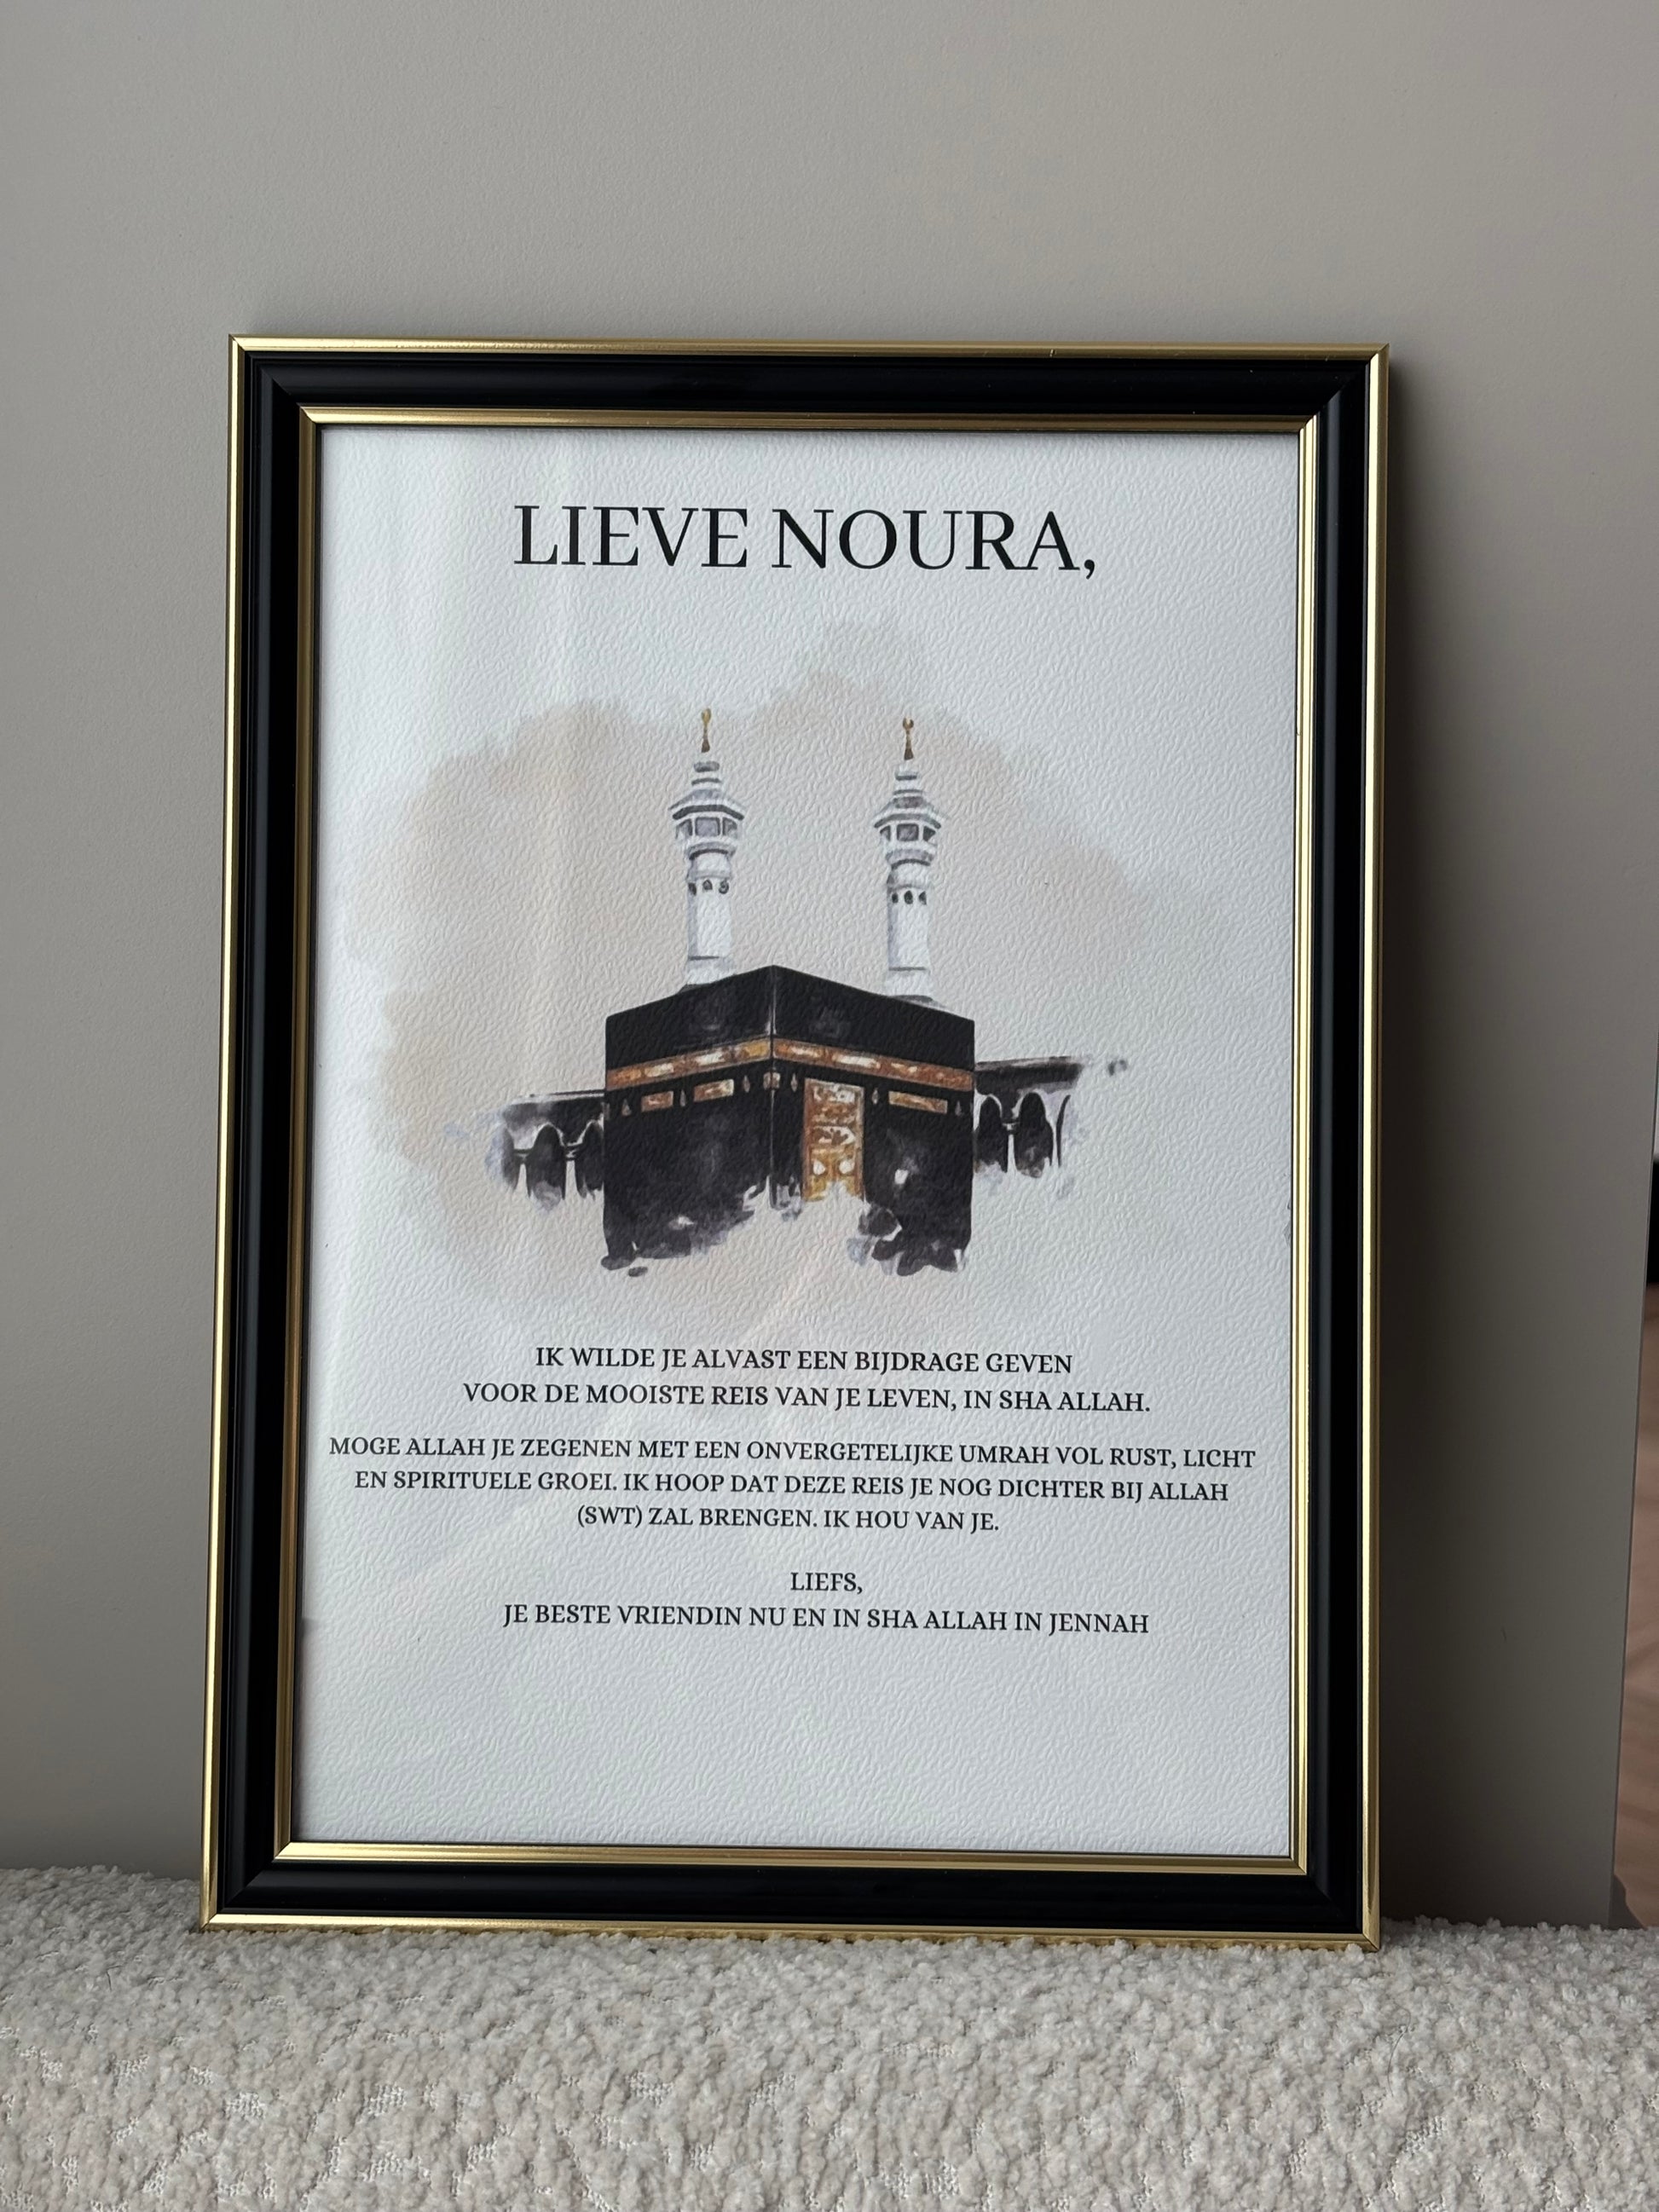 LIEVE NOURA,
IK WILDE JE ALVAST EEN BIJDRAGE GEVEN
VOOR DE MOOISTE REIS VAN JE LEVEN, IN SHA ALLAH.
MOGE ALLAH JE ZEGENEN MET EEN ONVERGETELIJKE UMRAH VOL RUST, LICHT
EN SPIRITUELE GROEI. IK HOOP DAT DEZE REIS JE NOG DICHTER BIJ ALLAH
(SWT) ZAL BRENGEN. IK HOU VAN JE.
LIEFS,
JE BESTE VRIENDIN NU EN IN SHA ALLAH IN JENNAH